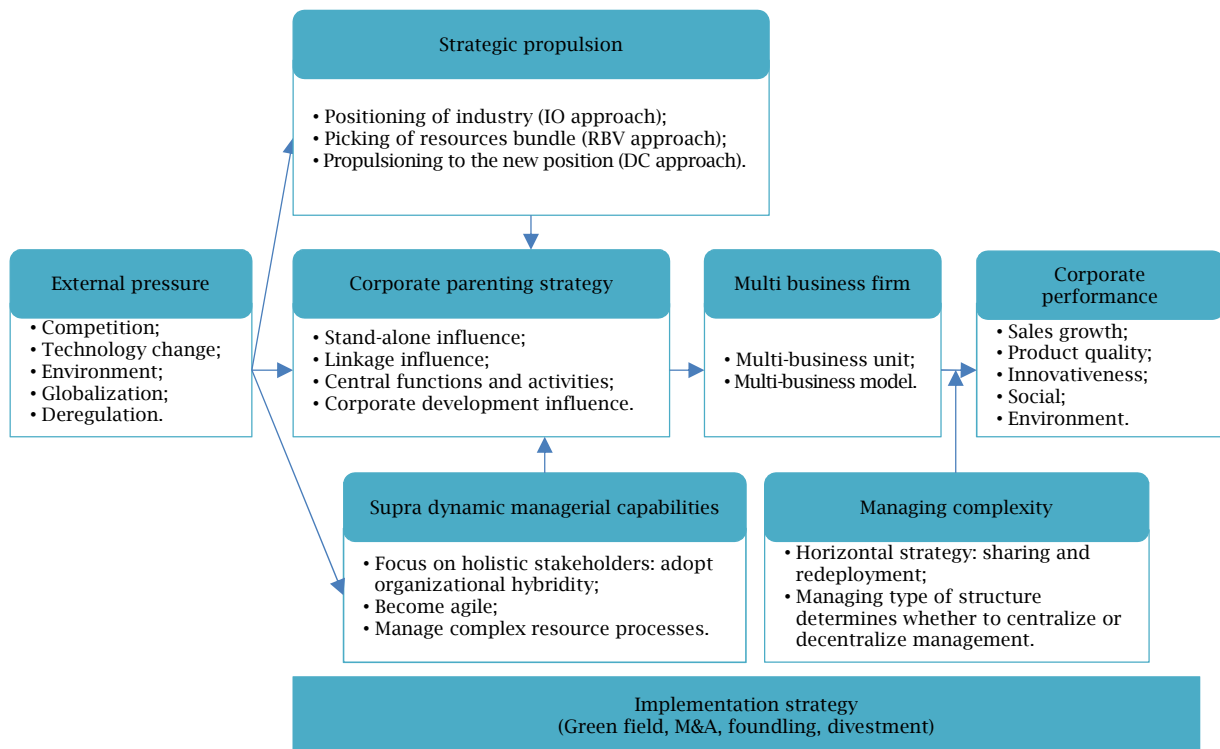 Strategic propulsion
• Positioning of industry (IO approach);
• Picking of resources bundle (RBV approach);
• Propulsioning to the new position (DC approach).
External pressure
• Competition;
• Technology change;
• Environment;
• Globalization;
• Deregulation.
Corporate parenting strategy
• Stand-alone influence;
• Linkage influence;
• Central functions and activities;
• Corporate development influence.
Multi business firm
• Multi-business unit;
• Multi-business model.
Corporate
performance
• Sales growth;
• Product quality;
• Innovativeness;
• Social;
• Environment.
Supra dynamic managerial capabilities
• Focus on holistic stakeholders: adopt
organizational hybridity;
• Become agile;
• Manage complex resource processes.
Managing complexity
• Horizontal strategy: sharing and
redeployment;
• Managing type of structure
determines whether to centralize or
decentralize management.
Implementation strategy
(Green field, M&A, foundling, divestment)